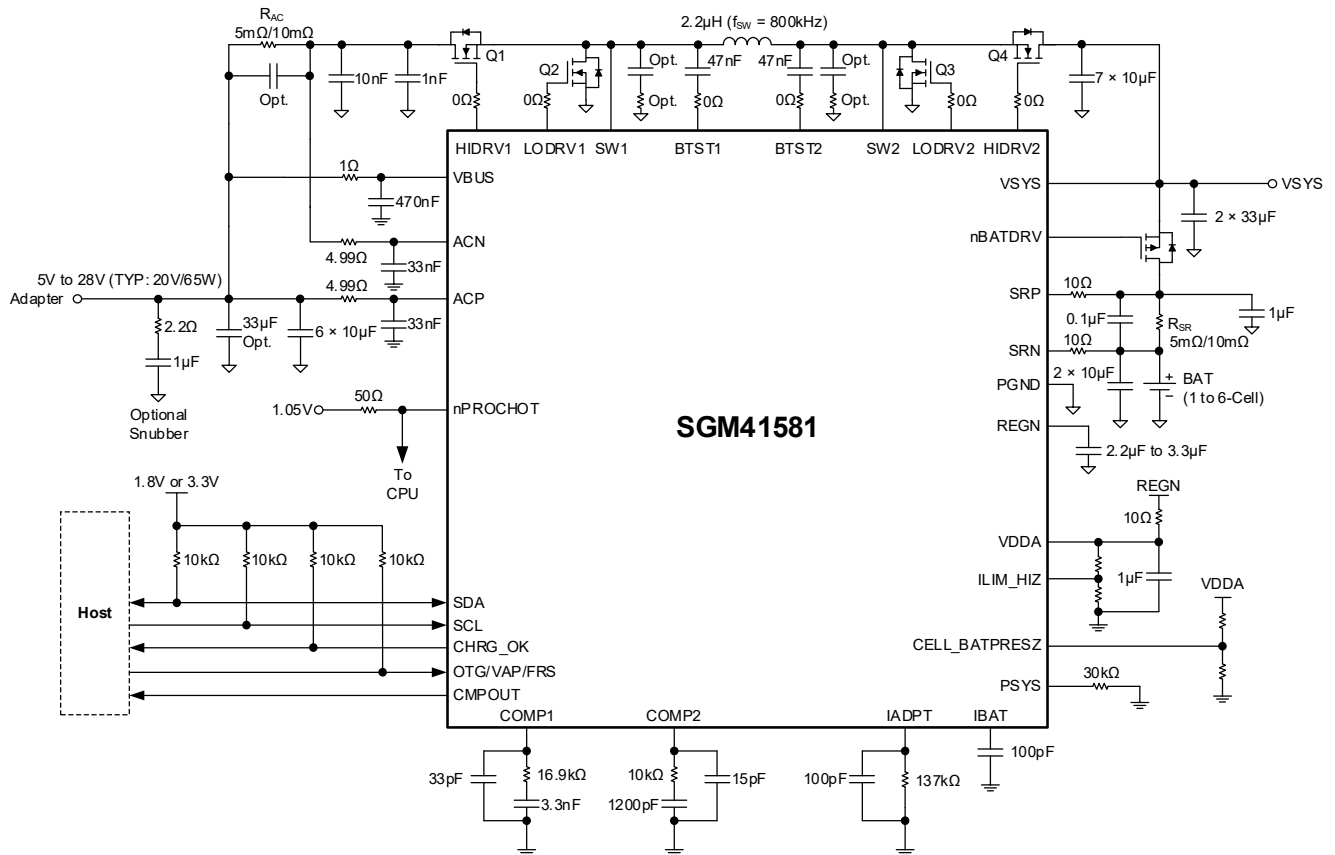 RAC
5mΩ/10mΩ
2.2μH (fSW = 800kHz)
Q1
Q4
Q2
Q3
10nF
1nF
Opt.
Opt.
47nF
47nF
Opt.
7 × 10μF
0Ω
0Ω
Opt.
0Ω
0Ω
Opt.
0Ω
0Ω
HIDRV1
LODRV1
SW1
BTST1
BTST2
SW2
LODRV2
HIDRV2
1Ω
VBUS
470nF
VSYS
VSYS
2 × 33μF
nBATDRV
ACN
4.99Ω
33nF
5V to 28V (TYP: 20V/65W)
Adapter
4.99Ω
ACP
33nF
SRP
10Ω
1μF
0.1μF
RSR
5mΩ/10mΩ
2.2Ω
33μF
Opt.
6 × 10μF
SRN
10Ω
1μF
PGND
2 × 10μF
+
−
BAT
(1 to 6-Cell)
Optional
Snubber
1.05V
50Ω
nPROCHOT
SGM41581
REGN
2.2μF to 3.3μF
To
CPU
1.8V or 3.3V
REGN
10Ω
10kΩ
10kΩ
10kΩ
10kΩ
VDDA
ILIM_HIZ
1μF
VDDA
Host
SDA
SCL
CHRG_OK
OTG/VAP/FRS
CMPOUT
CELL_BATPRESZ
PSYS
30kΩ
COMP1
COMP2
IADPT
IBAT
33pF
16.9kΩ
3.3nF
10kΩ
1200pF
15pF
100pF
137kΩ
100pF